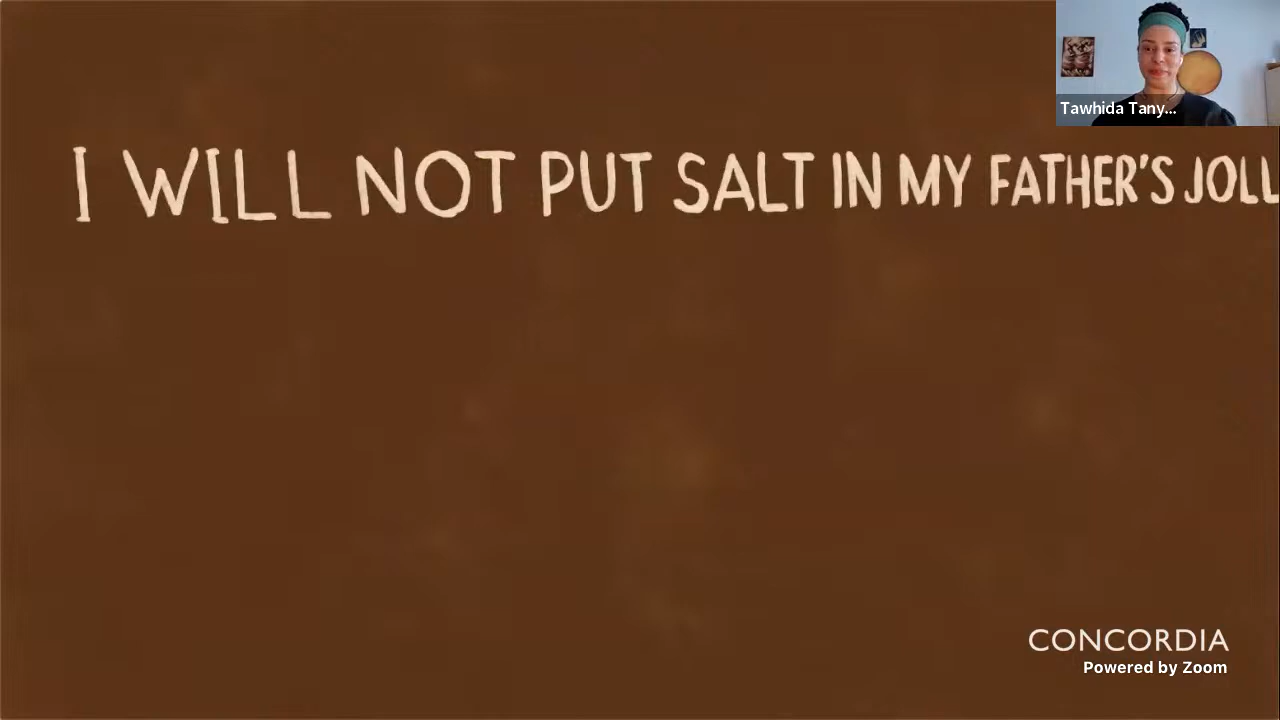 Tawhida Tany...
I WILL NOT PUT SALT IN MY FATHER'S JOLL
CONCORDIA
Powered by Zoom